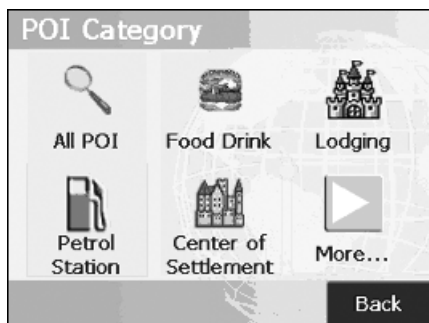 POI Category
All POI
Food Drink
Lodging
Petrol
Station
Center of
Settlement
More...
Back